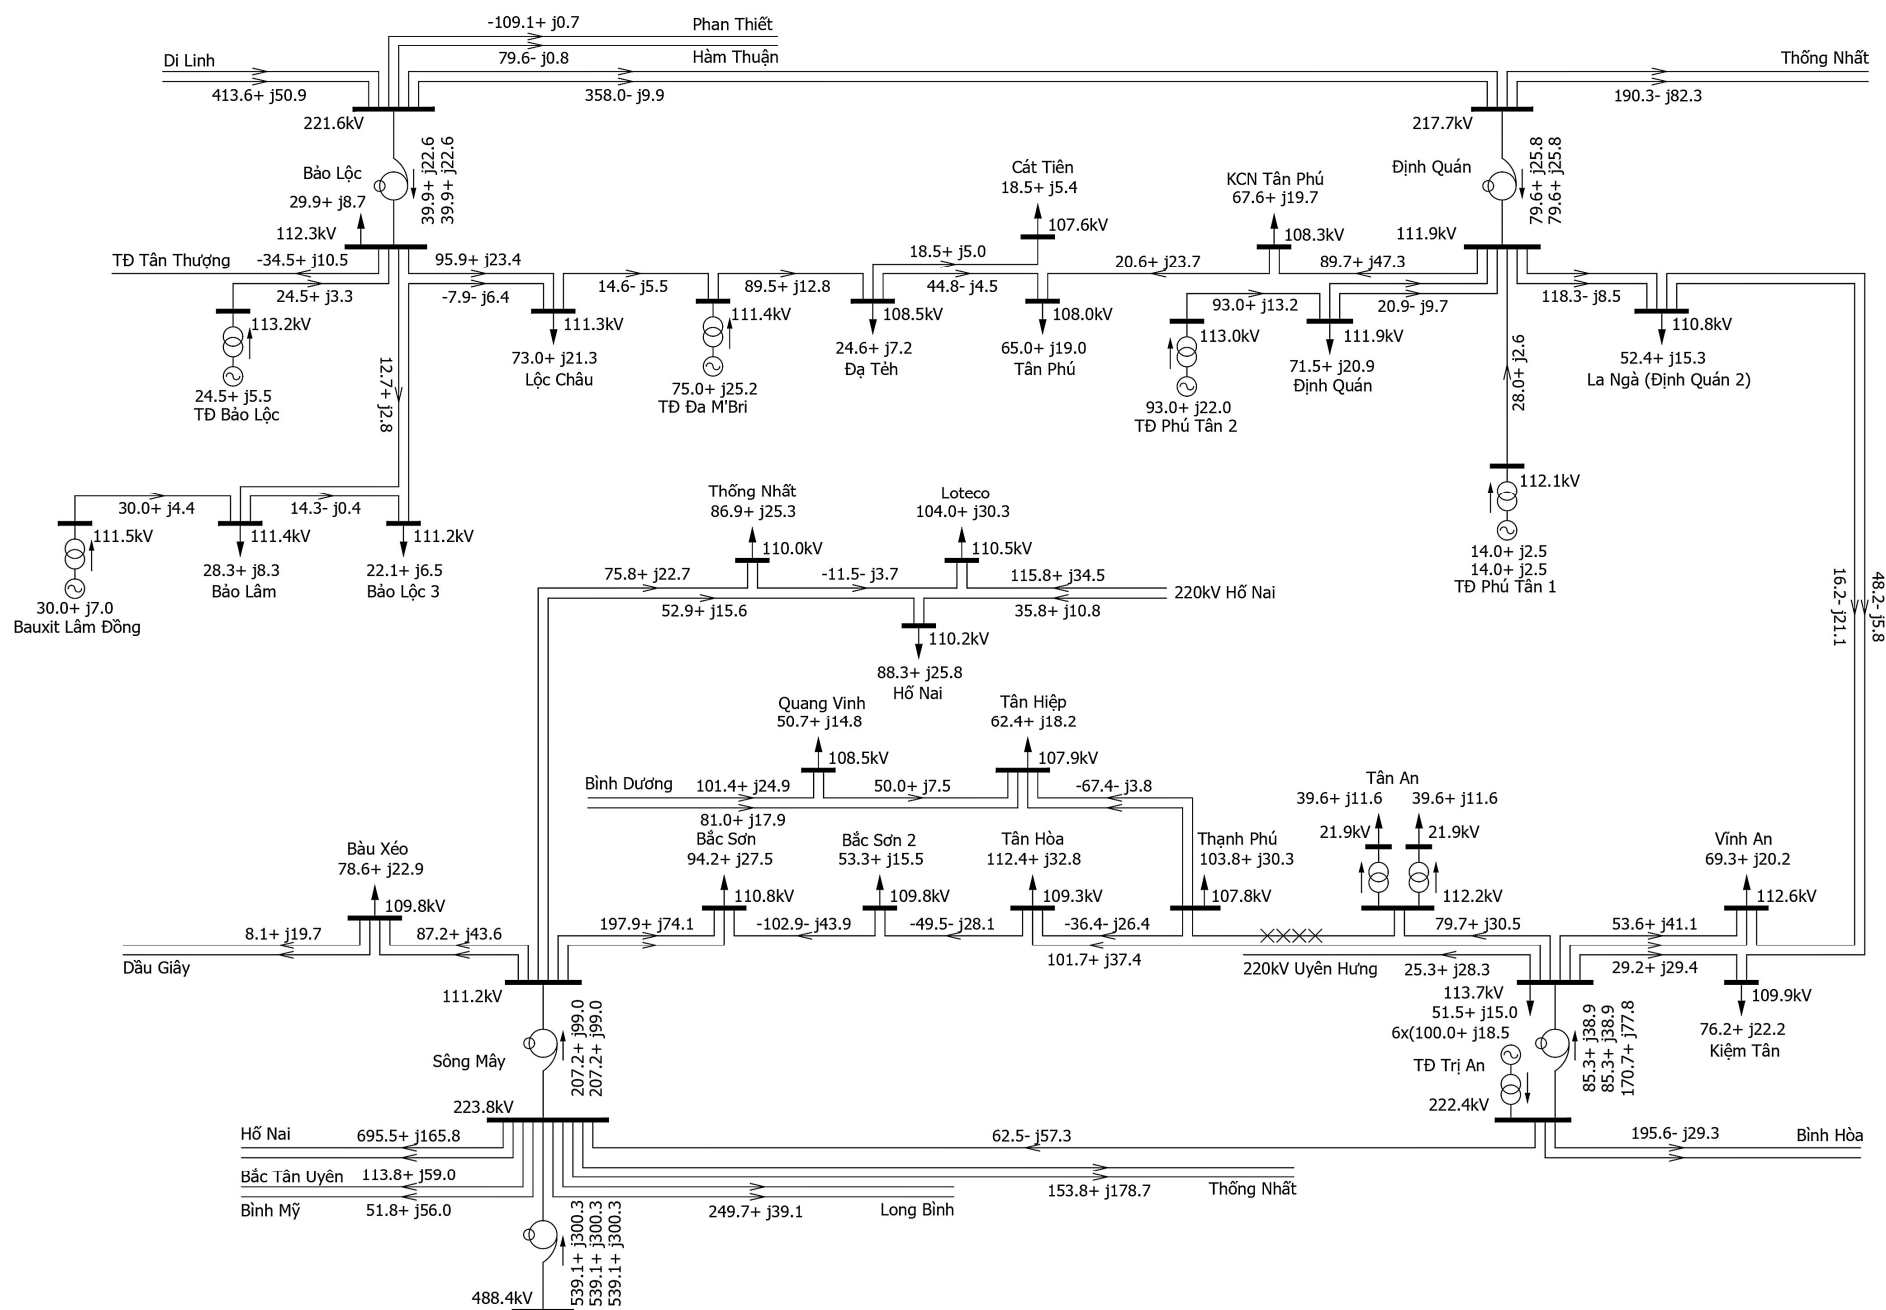 -109.1+ j0.7
Phan Thiết
79.6- j0.8
Hàm Thuận
Di Linh
413.6+ j50.9
358.0- j9.9
Thống Nhất
190.3- j82.3
221.6kV
217.7kV
Bảo Lộc
39.9+ j22.6
39.9+ j22.6
29.9+ j8.7
112.3kV
Định Quán
79.6+ j25.8
79.6+ j25.8
111.9kV
Cát Tiên
18.5+ j5.4
107.6kV
KCN Tân Phú
67.6+ j19.7
108.3kV
TĐ Tân Thượng
-34.5+ j10.5
24.5+ j3.3
113.2kV
24.5+ j5.5
TĐ Bảo Lộc
95.9+ j23.4
-7.9- j6.4
111.3kV
73.0+ j21.3
Lộc Châu
14.6- j5.5
111.4kV
75.0+ j25.2
TĐ Đa M'Bri
89.5+ j12.8
108.5kV
24.6+ j7.2
Đạ Tẻh
18.5+ j5.0
44.8- j4.5
108.0kV
65.0+ j19.0
Tân Phú
20.6+ j23.7
89.7+ j47.3
93.0+ j13.2
20.9- j9.7
113.0kV
93.0+ j22.0
TĐ Phú Tân 2
111.9kV
71.5+ j20.9
Định Quán
118.3- j8.5
110.8kV
52.4+ j15.3
La Ngà (Định Quán 2)
28.0+ j2.6
112.1kV
14.0+ j2.5
14.0+ j2.5
TĐ Phú Tân 1
12.7+ j2.8
30.0+ j4.4
14.3- j0.4
111.5kV
111.4kV
111.2kV
30.0+ j7.0
Bauxit Lâm Đồng
28.3+ j8.3
Bảo Lâm
22.1+ j6.5
Bảo Lộc 3
Thống Nhất
86.9+ j25.3
110.0kV
Loteco
104.0+ j30.3
110.5kV
75.8+ j22.7
-11.5- j3.7
115.8+ j34.5
220kV Hố Nai
52.9+ j15.6
35.8+ j10.8
110.2kV
88.3+ j25.8
Hố Nai
16.2- j21.1
48.2- j5.8
Quang Vinh
50.7+ j14.8
108.5kV
Tân Hiệp
62.4+ j18.2
107.9kV
Bình Dương
101.4+ j24.9
50.0+ j7.5
-67.4- j3.8
81.0+ j17.9
Bắc Sơn
94.2+ j27.5
110.8kV
Bắc Sơn 2
53.3+ j15.5
109.8kV
Tân Hòa
112.4+ j32.8
109.3kV
Thạnh Phú
103.8+ j30.3
107.8kV
Tân An
39.6+ j11.6
39.6+ j11.6
21.9kV
21.9kV
112.2kV
Vĩnh An
69.3+ j20.2
112.6kV
Bàu Xéo
78.6+ j22.9
109.8kV
8.1+ j19.7
87.2+ j43.6
Dầu Giây
197.9+ j74.1
-102.9- j43.9
-49.5- j28.1
-36.4- j26.4
101.7+ j37.4
79.7+ j30.5
53.6+ j41.1
220kV Uyên Hưng
25.3+ j28.3
29.2+ j29.4
111.2kV
113.7kV
51.5+ j15.0
6x(100.0+ j18.5
TĐ Trị An
222.4kV
85.3+ j38.9
85.3+ j38.9
170.7+ j77.8
109.9kV
76.2+ j22.2
Kiệm Tân
Sông Mây
207.2+ j99.0
207.2+ j99.0
223.8kV
Hố Nai
695.5+ j165.8
62.5- j57.3
195.6- j29.3
Bình Hòa
Bắc Tân Uyên
113.8+ j59.0
153.8+ j178.7
Thống Nhất
Bình Mỹ
51.8+ j56.0
249.7+ j39.1
Long Bình
539.1+ j300.3
539.1+ j300.3
539.1+ j300.3
488.4kV